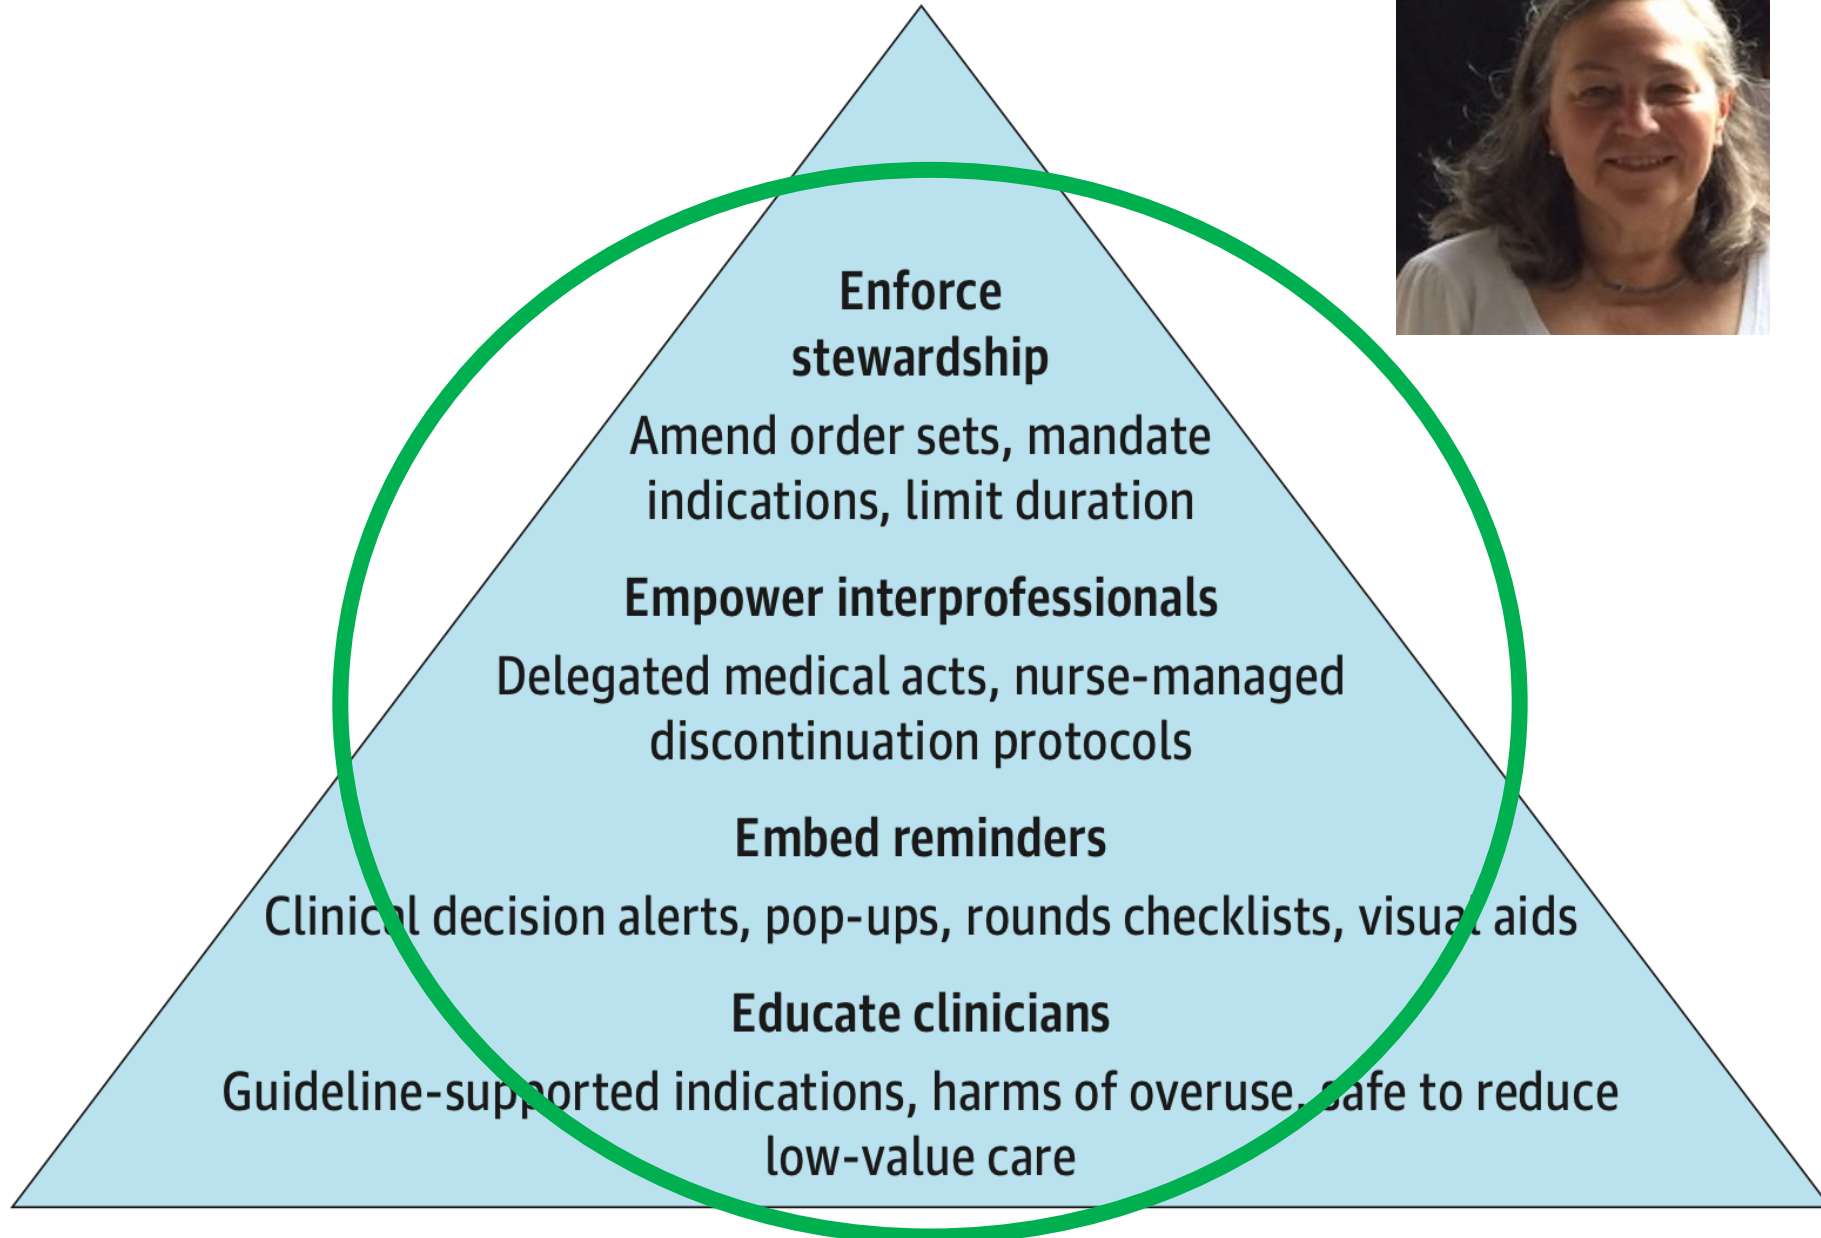 Enforce
stewardship
Amend order sets, mandate
indications, limit duration
Empower interprofessionals
Delegated medical acts, nurse-managed
discontinuation protocols
Embed reminders
Clinical decision alerts, pop-ups, rounds checklists, visual aids
Educate clinicians
Guideline-supported indications, harms of overuse, safe to reduce
low-value care